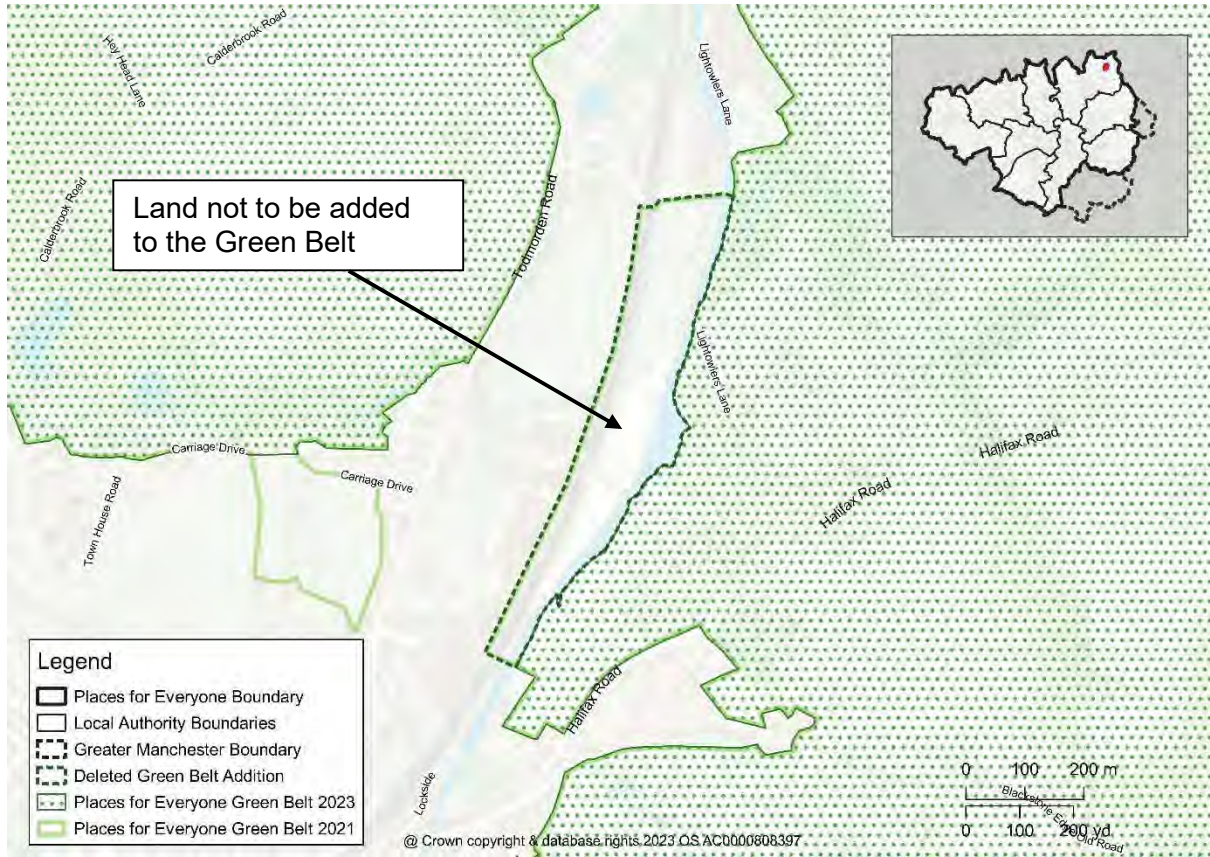 Hey Head Lane
Calderbrook Road
Lightowlers Lane
Calderbrook Road
Todmorden Road
Land not to be added
to the Green Belt
Lightowlers Lane
Carriage Drive
Carriage Drive
Town House Road
Halifax Road
Halifax Road
Halifax Road
Lockside
Legend
Places for Everyone Boundary
Local Authority Boundaries
Greater Manchester Boundary
Deleted Green Belt Addition
Places for Everyone Green Belt 2023
Places for Everyone Green Belt 2021
0 100 200 m
Blackstone Edge Old Road
0 100 200 yd
@ Crown copyright & database rights 2023 OS AC0000808397